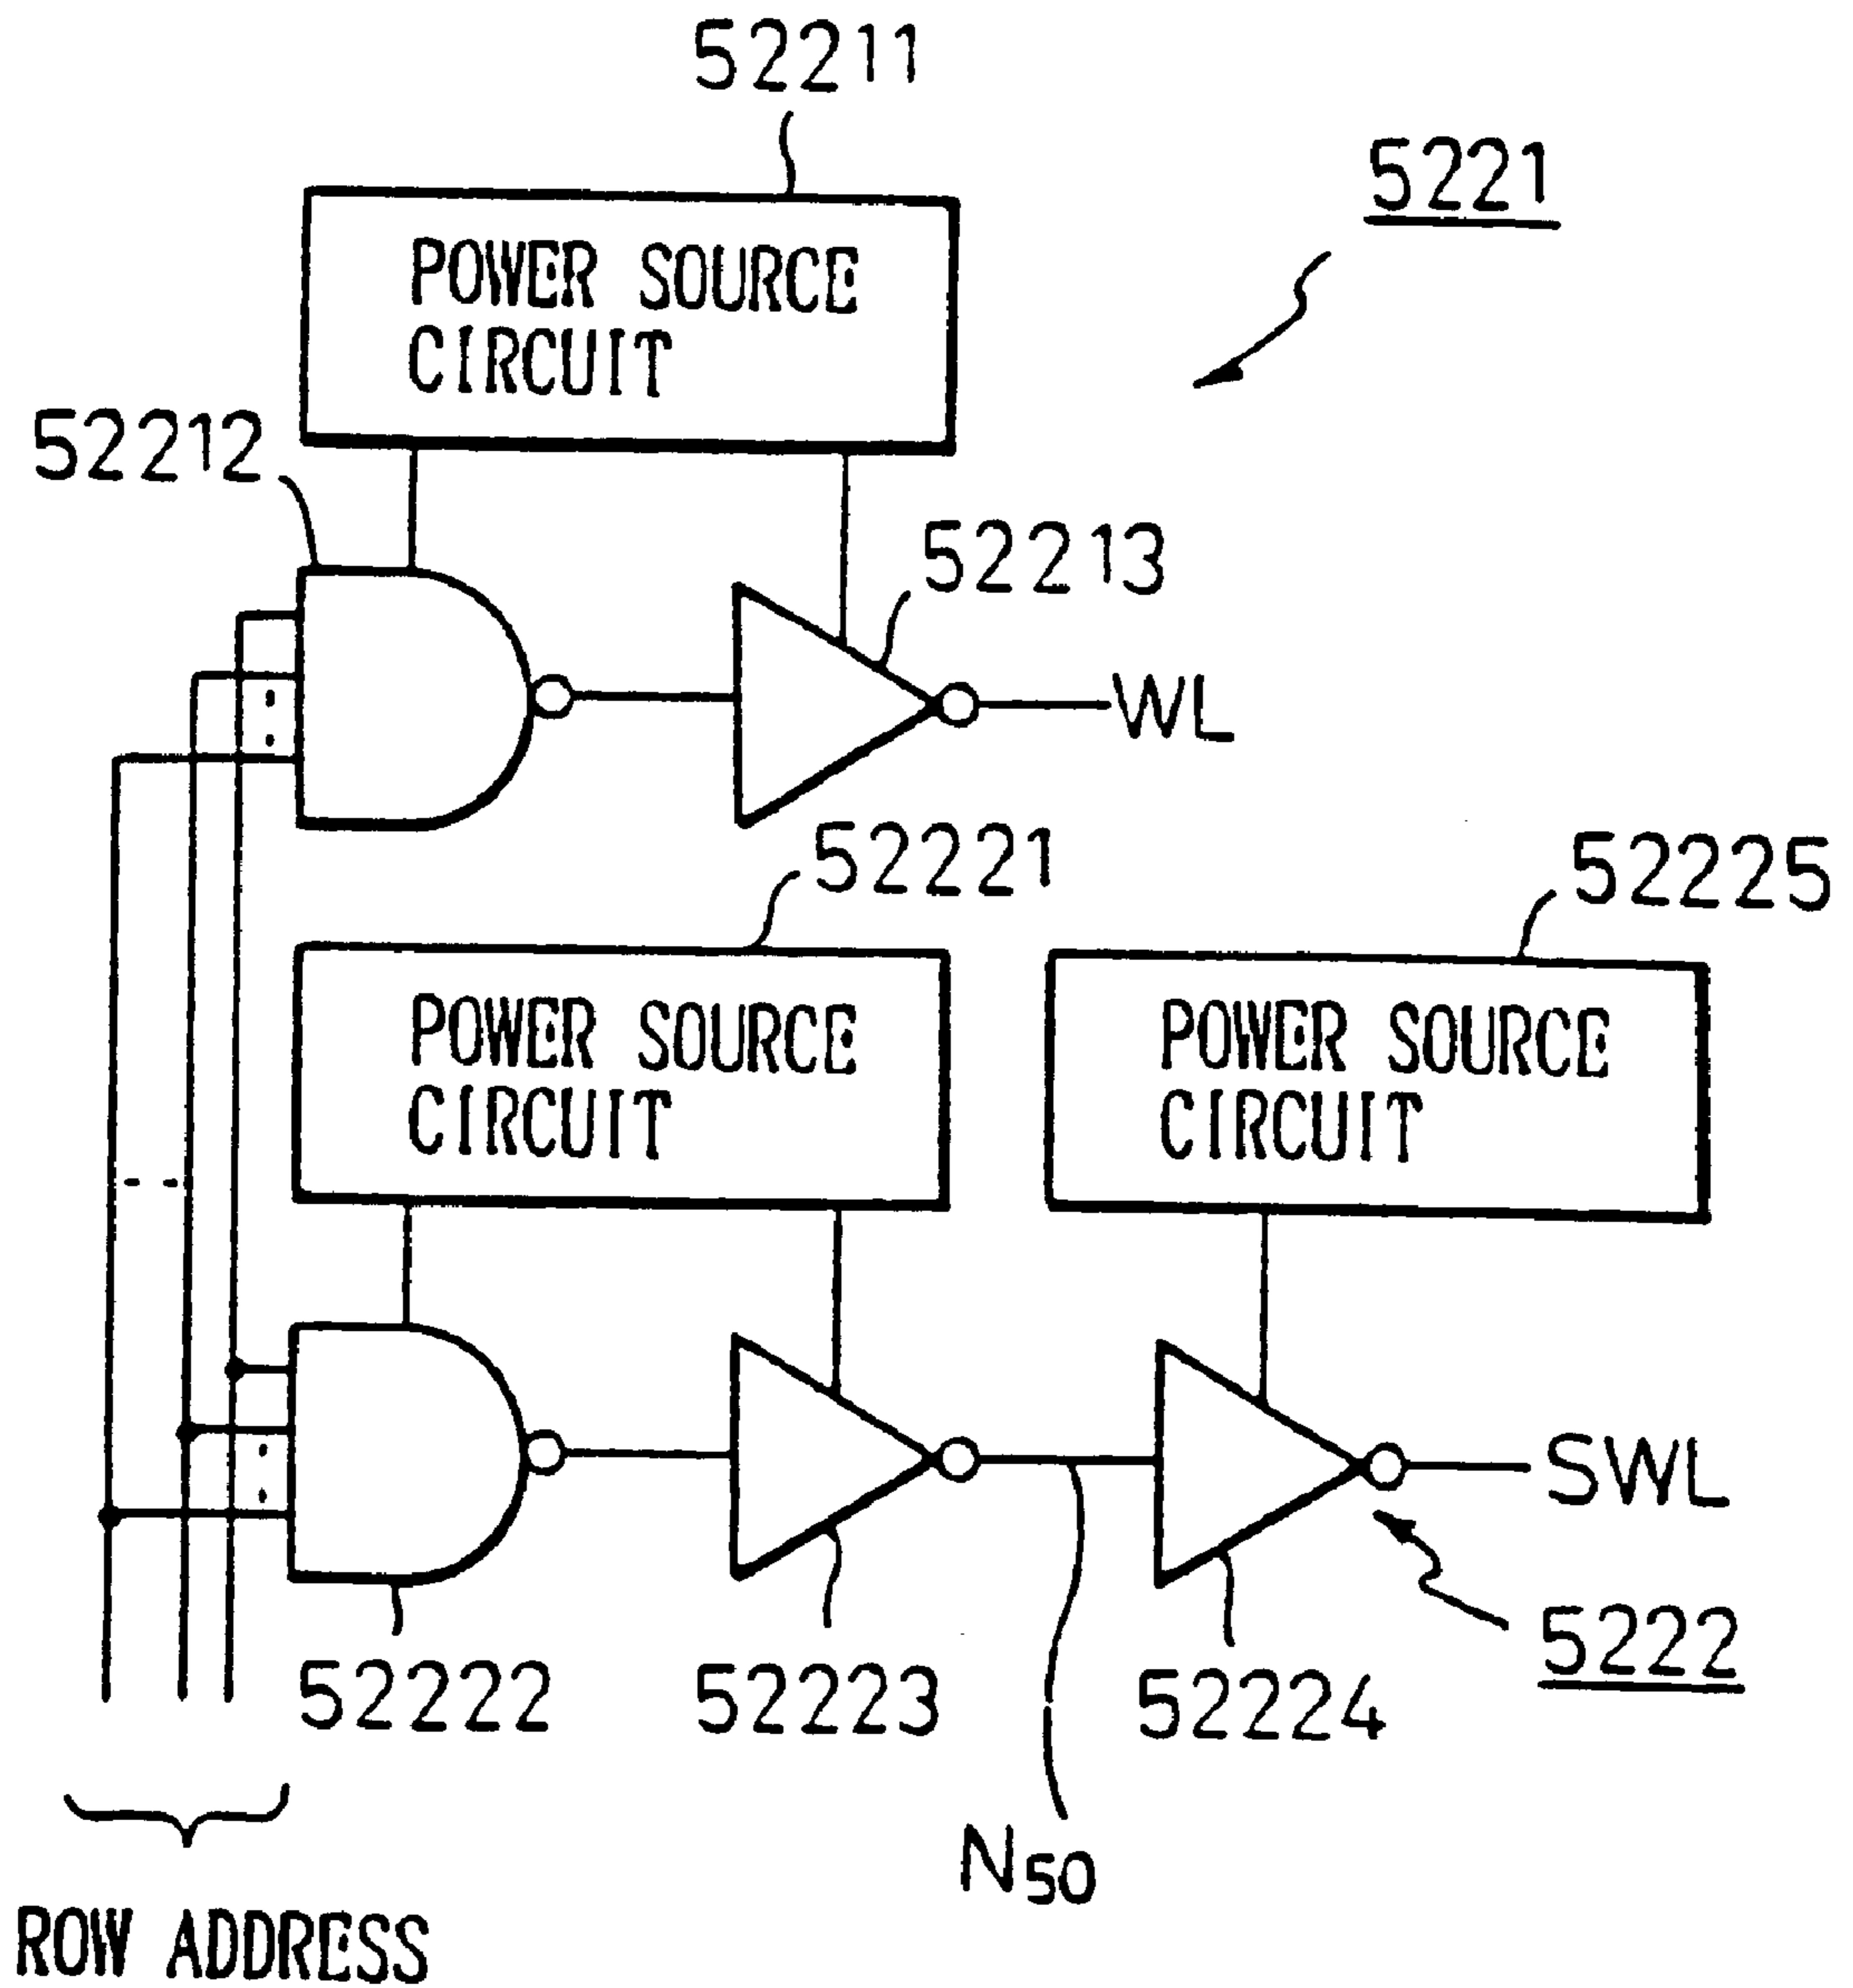 52211
5221
POWER SOURCE
CIRCUIT
52212
52213
WL
52221
52225
POWER SOURCE
CIRCUIT
POWER SOURCE
CIRCUIT
SWL
5222
52222
52223
52224
N50
ROW ADDRESS